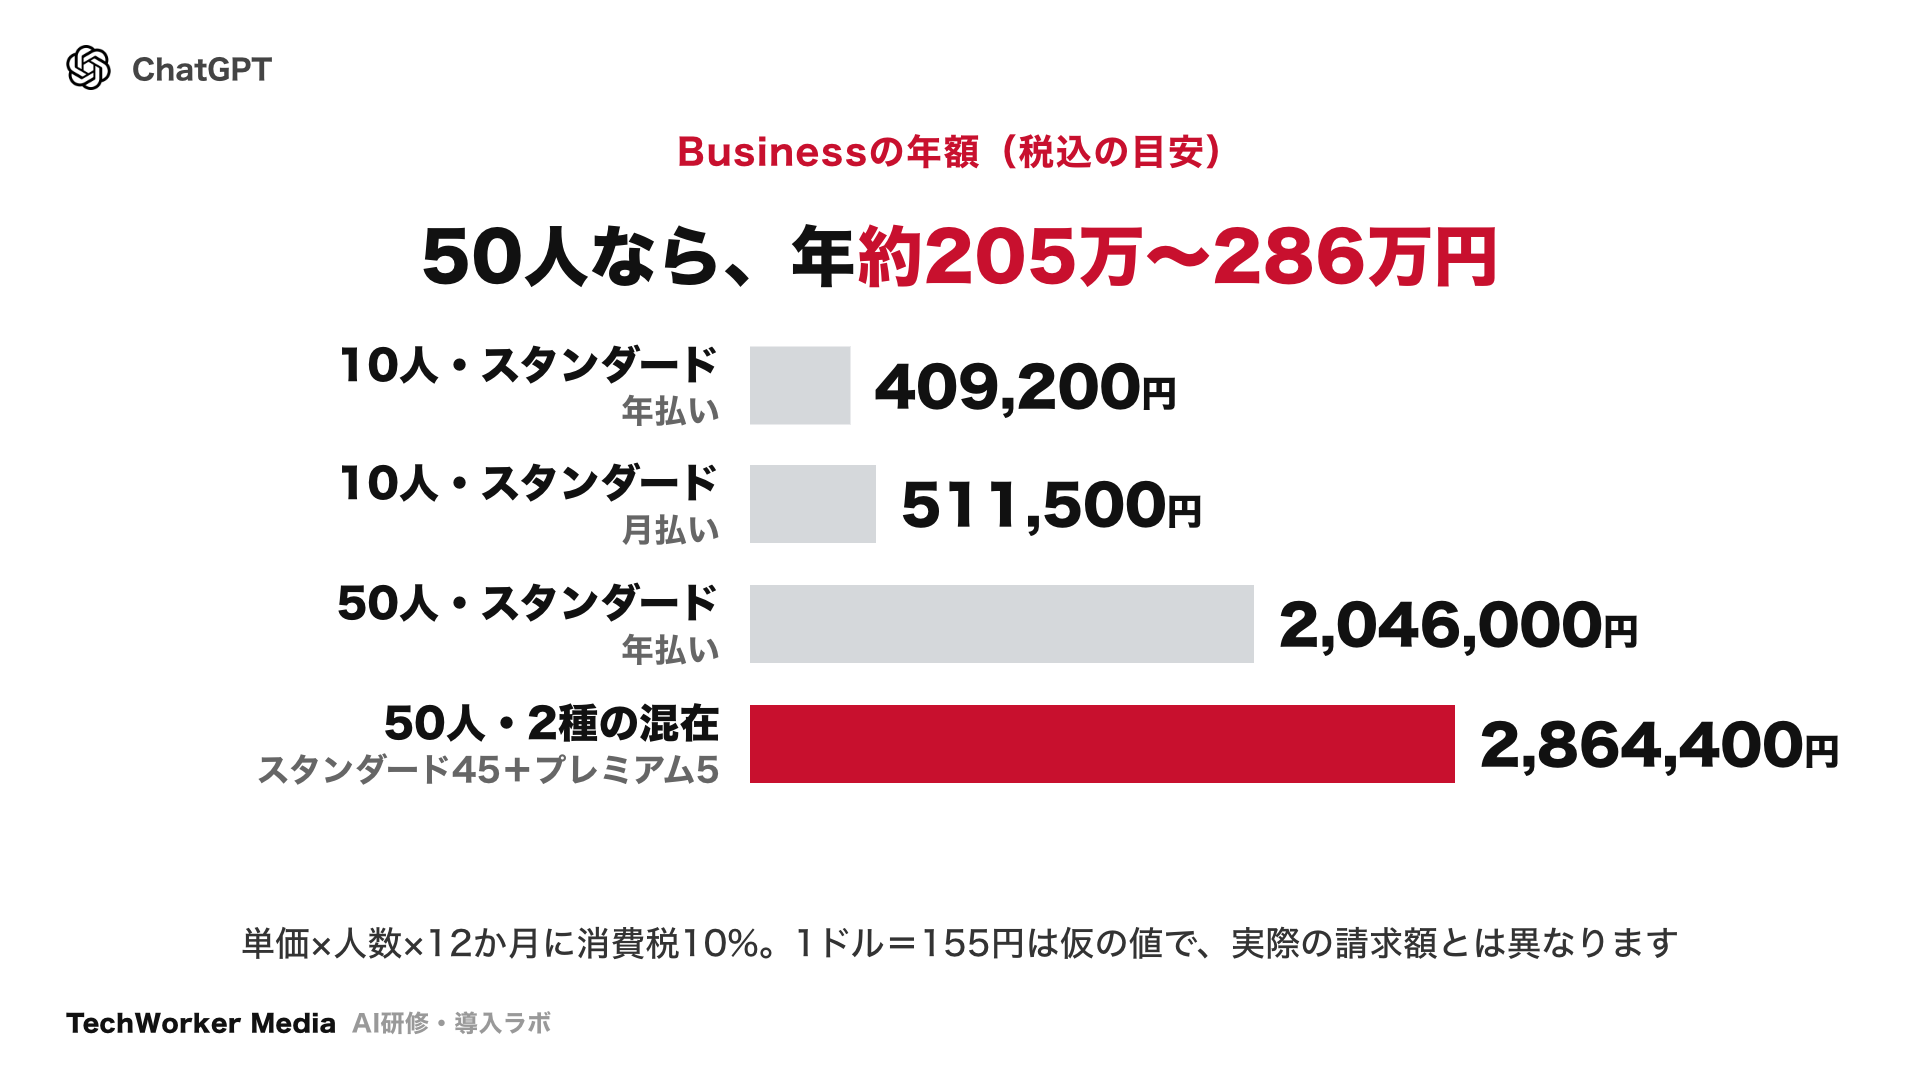 ChatGPT
Businessの年額（税込の目安）
50人なら、年約205万〜286万円
10人・スタンダード
年払い
409,200円
10人・スタンダード
月払い
511,500円
50人・スタンダード
年払い
2,046,000円
50人・2種の混在
スタンダード45＋プレミアム5
2,864,400円
単価×人数×12か月に消費税10%。1ドル＝155円は仮の値で、実際の請求額とは異なります
TechWorker Media AI研修・導入ラボ